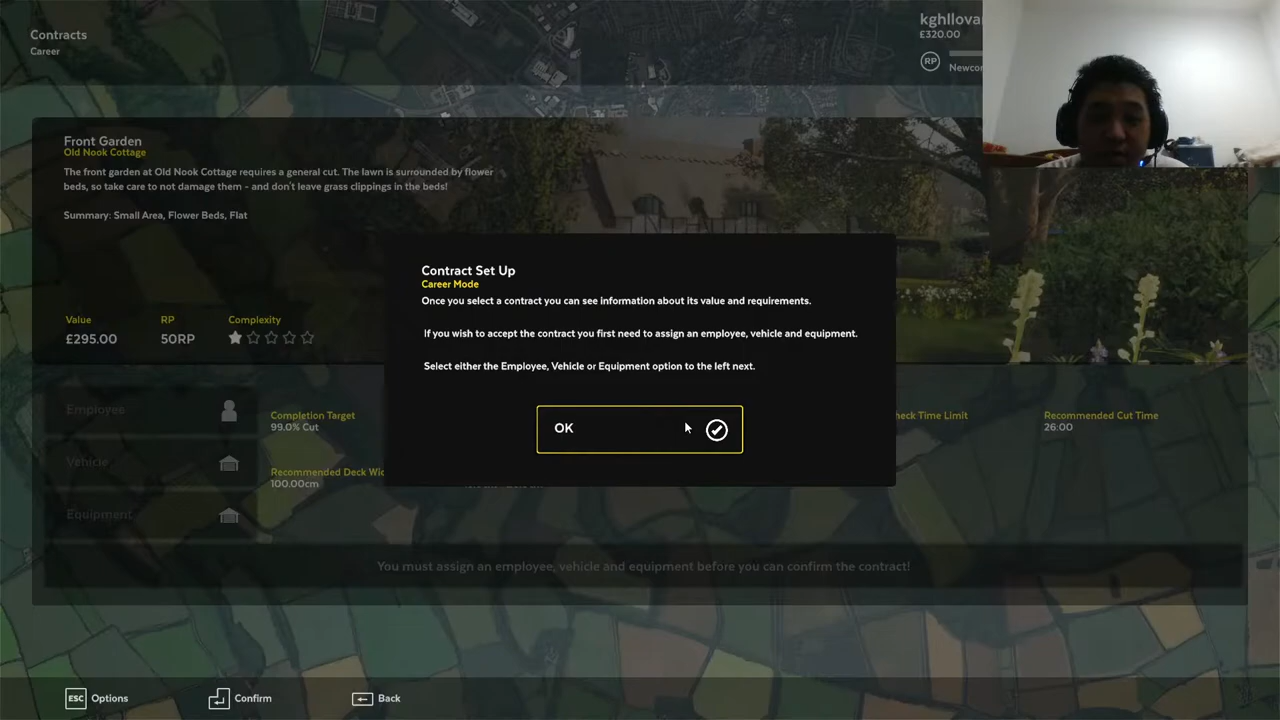 Contracts
Career
£320.00
RP
Front Garden
Old Nook Cottage
The front garden at Old Nook Cottage requires a general cut. The lawn is surrounded by flower
beds, so take care to not damage them - and don't leave grass clippings in the beds!
Summary: Small Area, Flower Beds, Flat
Value
RP
Complexity
£295.00
50RP
Contract Set Up
Career Mode
Once you select a contract you can see information about its value and requirements.
If you wish to accept the contract you first need to assign an employee, vehicle and equipment.
Select either the Employee, Vehicle or Equipment option to the left next.
OK
Employee
Vehicle
Equipment
Completion Target
99.0% Cut
Recommended Deck
100.00cm
Time Limit
Recommended Cut Time
26:00
You must assign an employee, vehicle and equipment before you can confirm the contract!
ESC Options
Confirm
Back